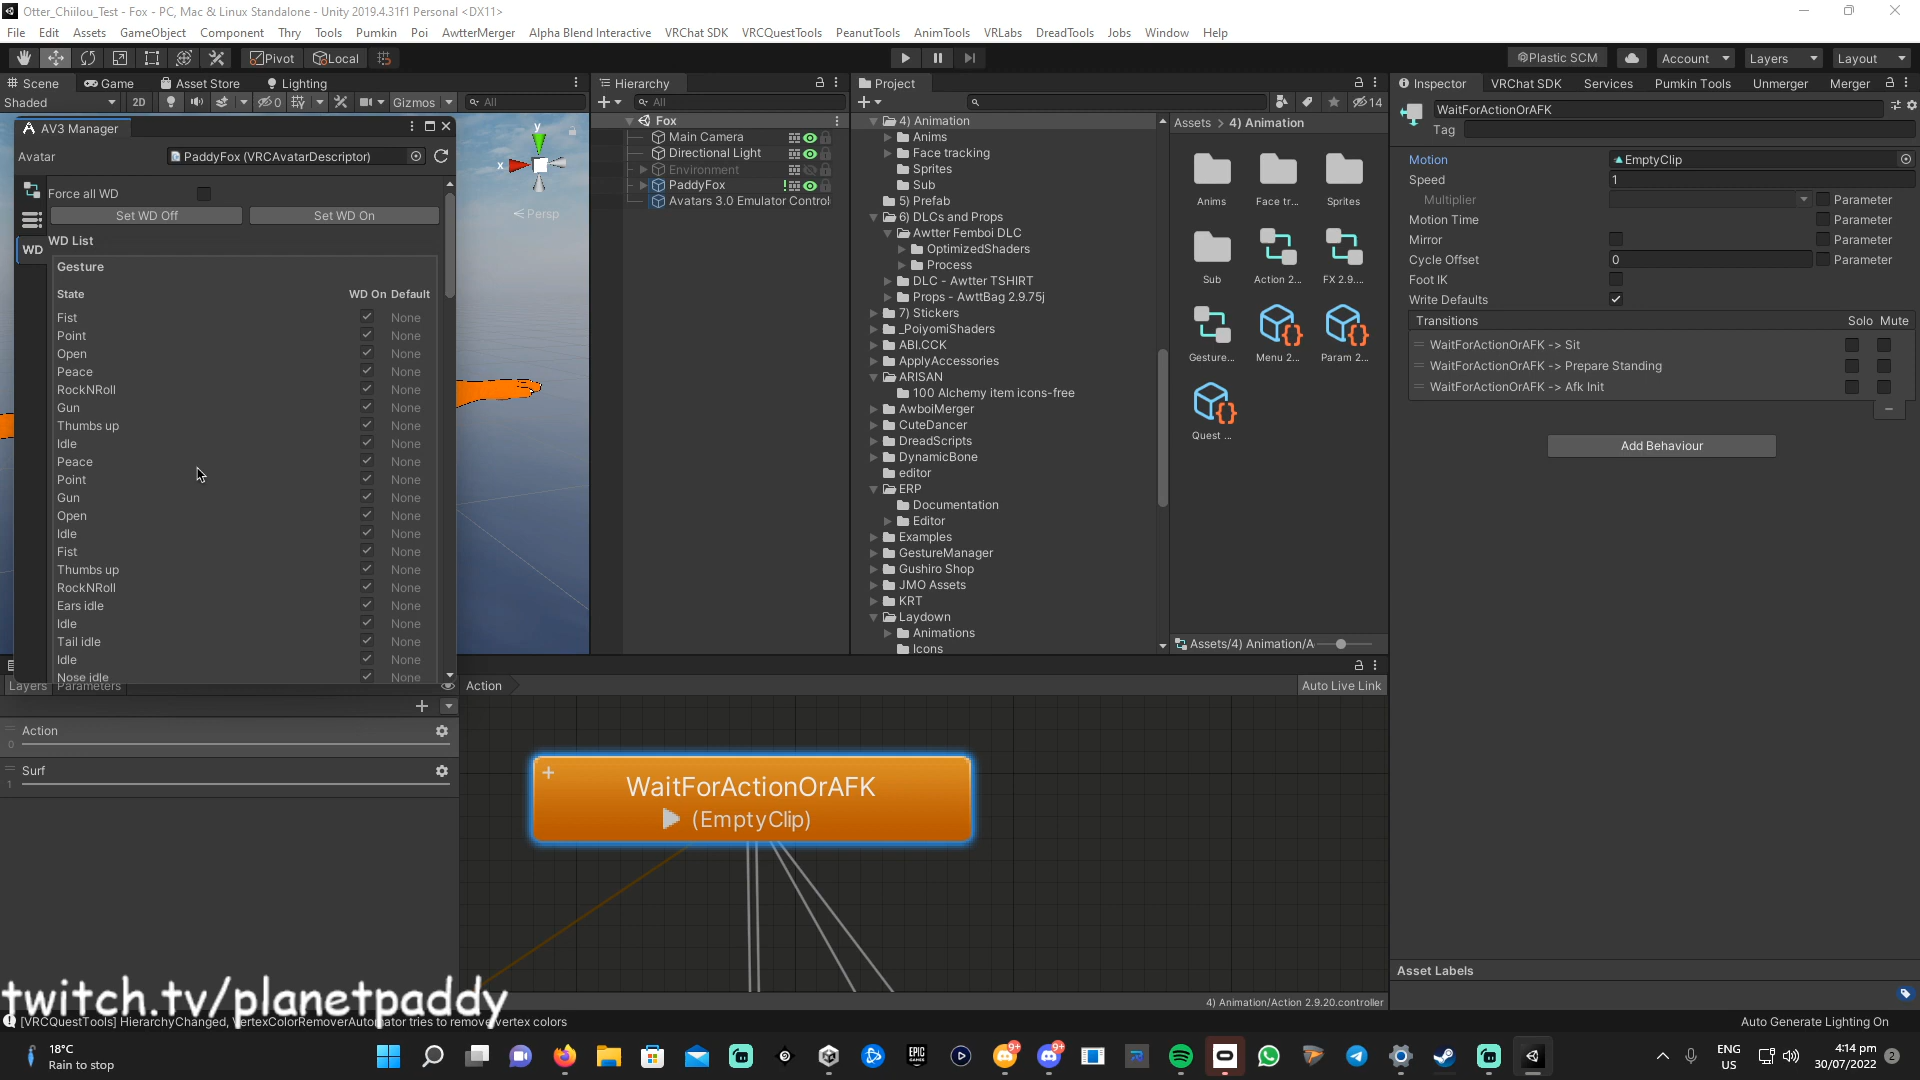 Otter_Chiilou_Test - Fox - PC, Mac & Linux Standalone - Unity 2019.4.31f1 Personal <DX11>
File Edit Assets GameObject Component Thry Tools Pumkin Poi AwtterMerger Alpha Blend Interactive VRChat SDK VRCQuestTools PeanutTools AnimTools VRLabs DreadTools Jobs Window Help
Pivot Local Plastic SCM Account Layers Layout
Scene Game Asset Store Lighting
Shaded 2D 0 Gizmos All
AV3 Manager
Avatar PaddyFox (VRCAvatarDescriptor)
Force all WD
Set WD Off Set WD On
WD
WD List
Gesture
State WD On Default
Fist None
Point None
Open None
Peace None
RockNRoll None
Gun None
Thumbs up None
Idle None
Peace None
Point None
Gun None
Open None
Idle None
Fist None
Thumbs up None
RockNRoll None
Ears idle None
Idle None
Tail idle None
Idle None
Nose idle None
y
x
Persp
Hierarchy
All
Fox
Main Camera
Directional Light
Environment
PaddyFox
Avatars 3.0 Emulator Control
Project
14
4) Animation
Anims
Face tracking
Sprites
Sub
5) Prefab
6) DLCs and Props
Awtter Femboi DLC
OptimizedShaders
Process
DLC - Awtter TSHIRT
Props - AwttBag 2.9.75j
7) Stickers
_PoiyomiShaders
ABI.CCK
ApplyAccessories
ARISAN
100 Alchemy item icons-free
AwboiMerger
CuteDancer
DreadScripts
DynamicBone
editor
ERP
Documentation
Editor
Examples
GestureManager
Gushiro Shop
JMO Assets
KRT
Laydown
Animations
Icons
Assets > 4) Animation
Anims Face tr... Sprites
Sub Action 2... FX 2.9....
Gesture... Menu 2... Param 2...
Quest ...
Assets/4) Animation/A
Inspector VRChat SDK Services Pumkin Tools Unmerger Merger
WaitForActionOrAFK
Tag
Motion EmptyClip
Speed 1
Multiplier Parameter
Motion Time Parameter
Mirror Parameter
Cycle Offset 0 Parameter
Foot IK
Write Defaults
Transitions Solo Mute
WaitForActionOrAFK -> Sit
WaitForActionOrAFK -> Prepare Standing
WaitForActionOrAFK -> Afk Init
Add Behaviour
Asset Labels
Layers Parameters
Action Auto Live Link
Action
0
Surf
1
WaitForActionOrAFK
(EmptyClip)
4) Animation/Action 2.9.20.controller
twitch.tv/planetpaddy
[VRCQuestTools] HierarchyChanged, VertexColorRemoverAutomator tries to remove vertex colors
Auto Generate Lighting On
18°C
Rain to stop
EPIC
9+
9+
ENG
US
4:14 pm
30/07/2022
2